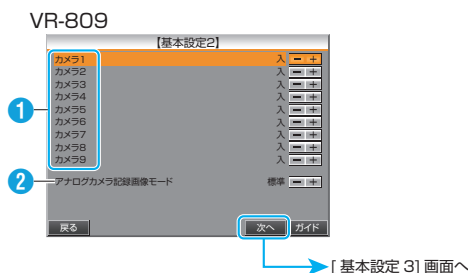 VR-809
【基本設定2】
カメラ1 入 － ＋
カメラ2 入 － ＋
カメラ3 入 － ＋
カメラ4 入 － ＋
カメラ5 入 － ＋
カメラ6 入 － ＋
カメラ7 入 － ＋
カメラ8 入 － ＋
カメラ9 入 － ＋
1
2 アナログカメラ記録画像モード 標準 － ＋
戻る 次へ ガイド
[ 基本設定 3] 画面へ